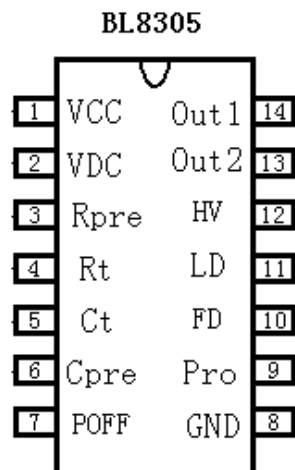 BL8305
1 VCC Out1 14
2 VDC Out2 13
3 Rpre HV 12
4 Rt LD 11
5 Ct FD 10
6 Cpre Pro 9
7 POFF GND 8